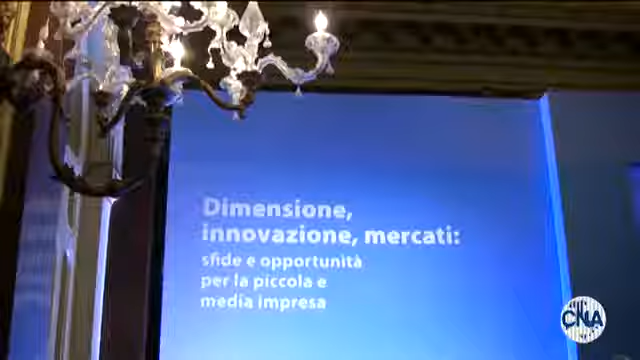 Dimensione,
innovazione, mercati:
sfide e opportunità
per la piccola e
media impresa
CNA